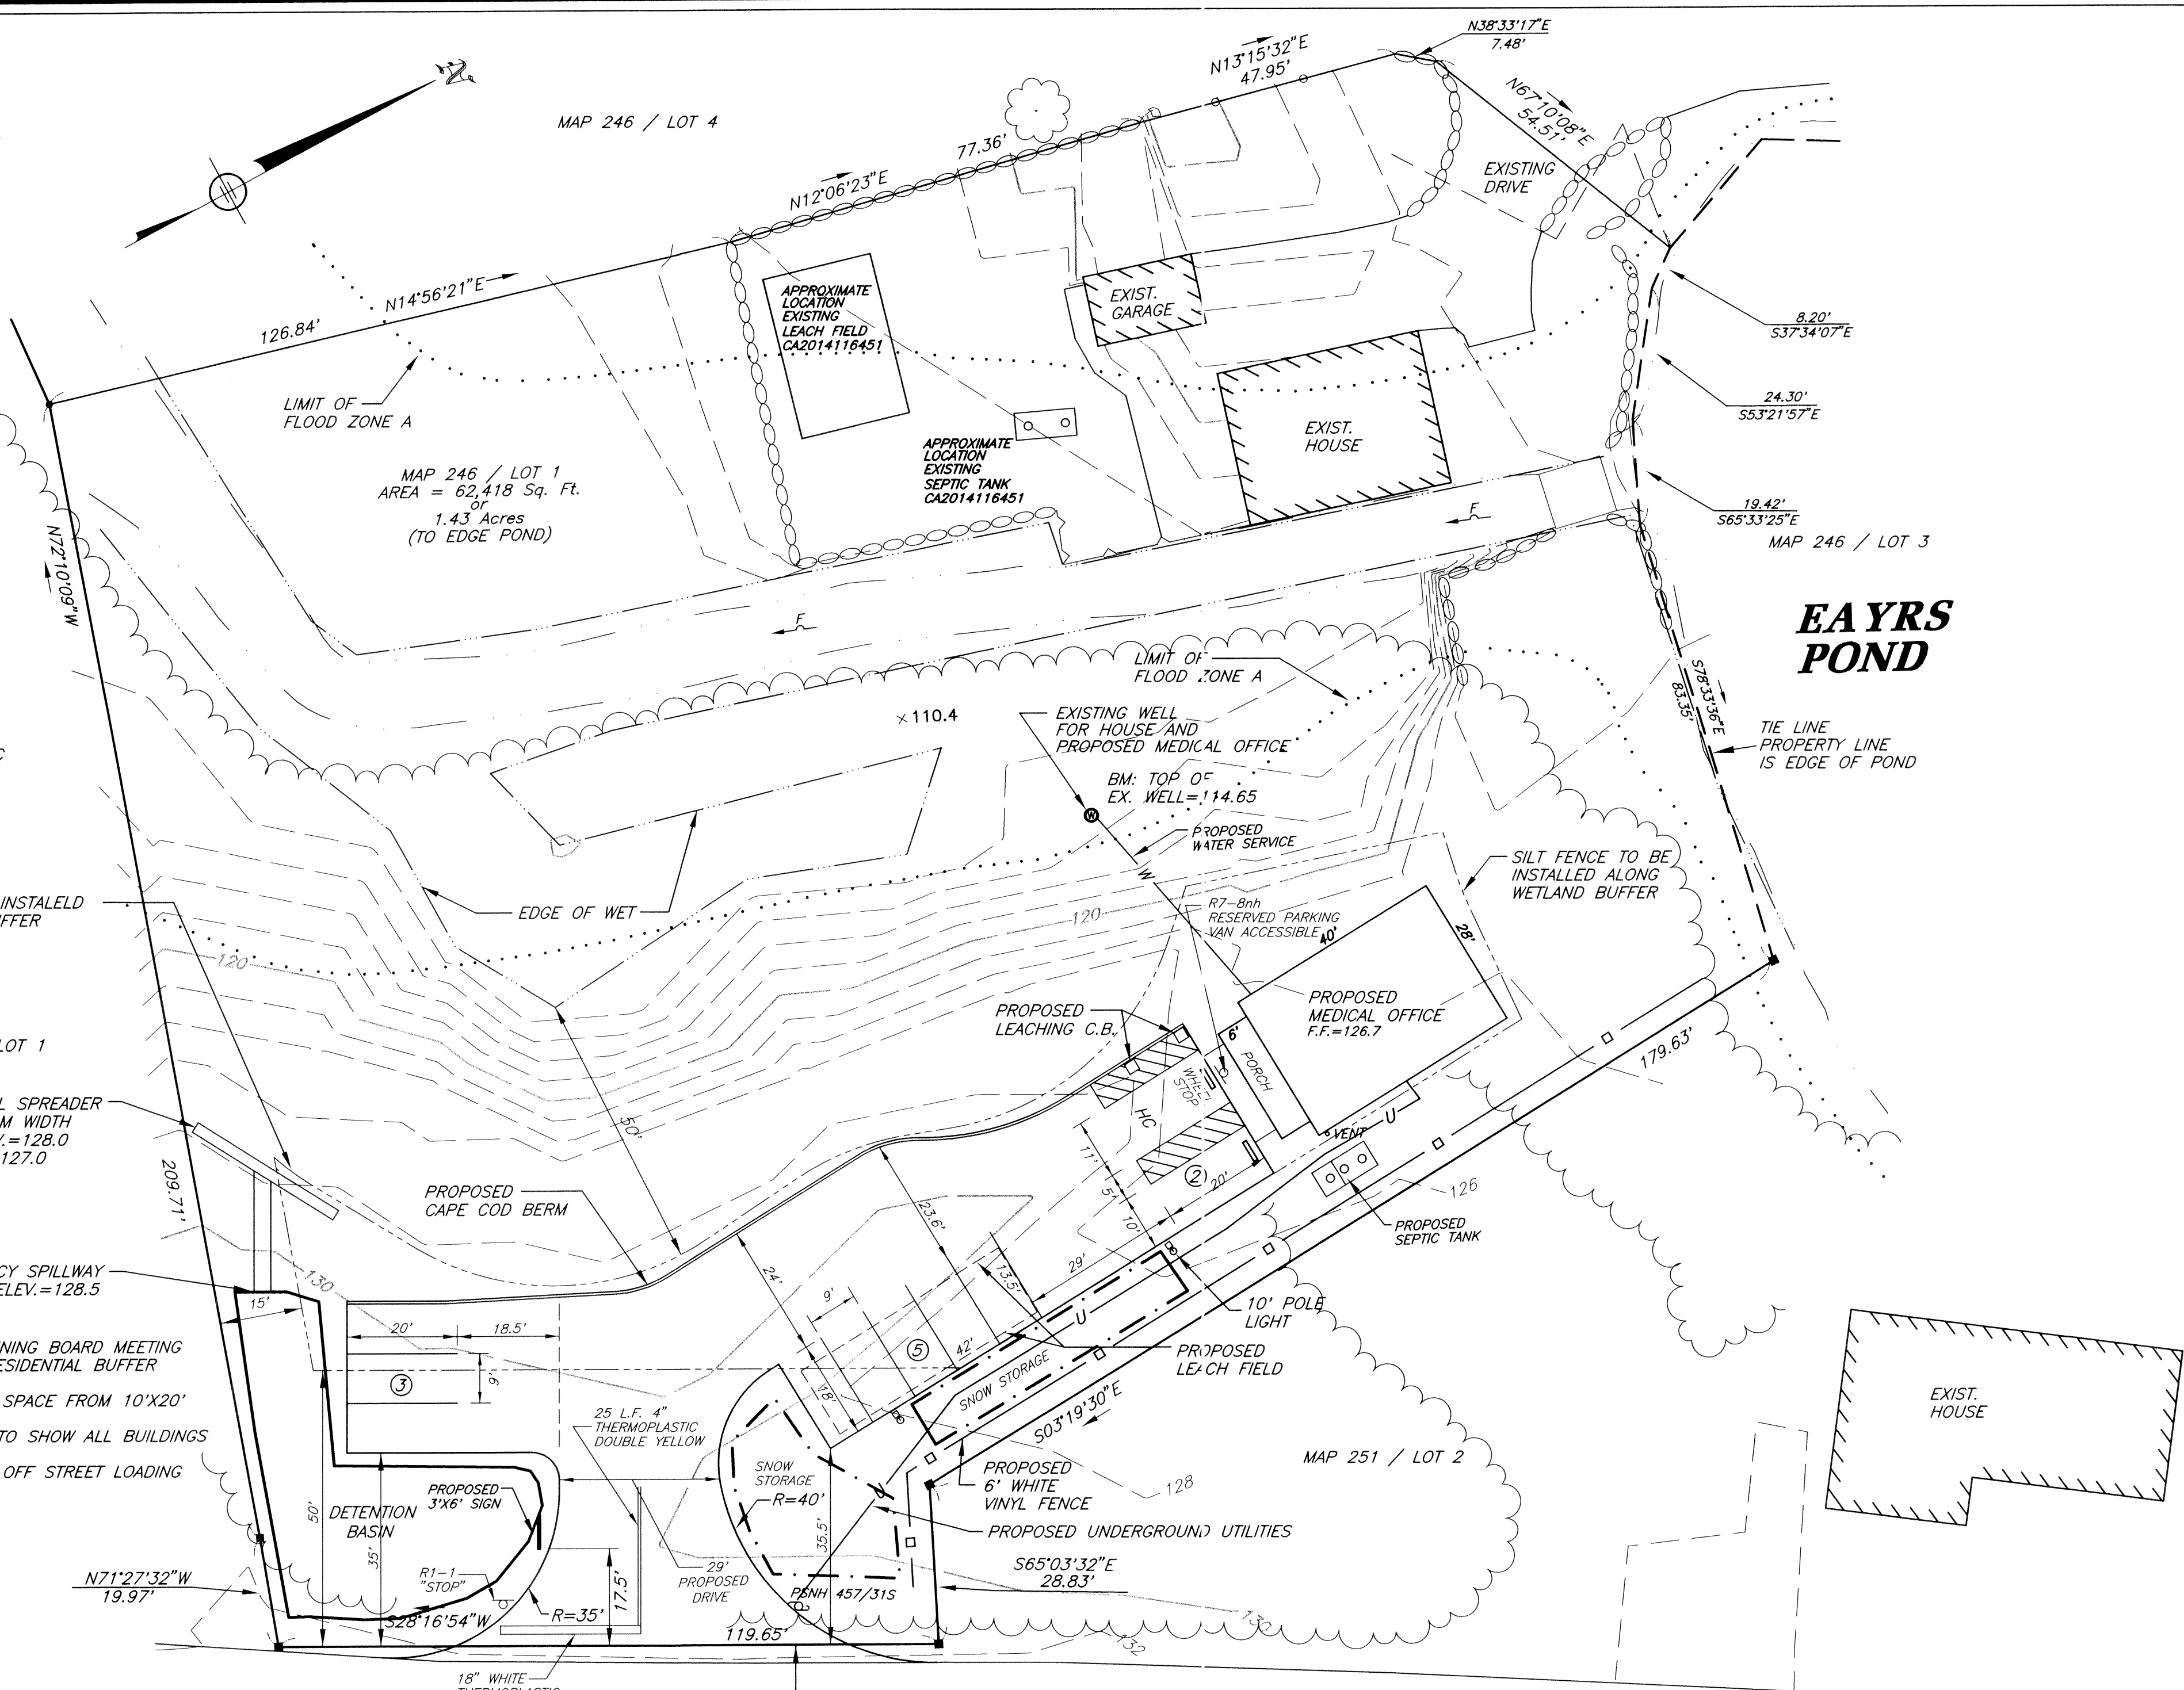 N38°33'17"E
7.48'
N13°15'32"E
47.95'
N
MAP 246 / LOT 4
N67°10'08"E
54.51'
77.36'
N12°06'23"E
EXISTING
DRIVE
N14°56'21"E
126.84'
APPROXIMATE
LOCATION
EXISTING
LEACH FIELD
CA2014116451
EXIST.
GARAGE
8.20'
S37°34'07"E
LIMIT OF
FLOOD ZONE A
24.30'
S53°21'57"E
EXIST.
HOUSE
APPROXIMATE
LOCATION
EXISTING
SEPTIC TANK
CA2014116451
MAP 246 / LOT 1
AREA = 62,418 Sq. Ft.
or
1.43 Acres
(TO EDGE POND)
19.42'
S65°33'25"E
F
MAP 246 / LOT 3
N72°10'09"W
EAYRS
POND
F
LIMIT OF
FLOOD ZONE A
S78°33'36"E
83.35'
×110.4
EXISTING WELL
FOR HOUSE AND
PROPOSED MEDICAL OFFICE
TIE LINE
PROPERTY LINE
IS EDGE OF POND
C
BM: TOP OF
EX. WELL=114.65
W
PROPOSED
WATER SERVICE
W
SILT FENCE TO BE
INSTALLED ALONG
WETLAND BUFFER
INSTALELD
FFER
EDGE OF WET
120
R7-8nh
RESERVED PARKING
VAN ACCESSIBLE
40'
28'
120
PROPOSED
LEACHING C.B.
PROPOSED
MEDICAL OFFICE
F.F.=126.7
6'
PORCH
WHEEL
STOP
HC
179.63'
LOT 1
L SPREADER
M WIDTH
V.=128.0
127.0
50'
VENT
U
209.71'
PROPOSED
CAPE COD BERM
11'
5'
10'
2
20'
126
PROPOSED
SEPTIC TANK
23.6'
CY SPILLWAY
ELEV.=128.5
130
15'
24'
13.5'
29'
9'
10' POLE
LIGHT
U
20'
18.5'
NING BOARD MEETING
ESIDENTIAL BUFFER
5
42'
PROPOSED
LEACH FIELD
3
9'
18'
SNOW STORAGE
SPACE FROM 10'X20'
EXIST.
HOUSE
25 L.F. 4"
THERMOPLASTIC
DOUBLE YELLOW
S03°19'30"E
TO SHOW ALL BUILDINGS
MAP 251 / LOT 2
OFF STREET LOADING
SNOW
STORAGE
PROPOSED
6' WHITE
VINYL FENCE
128
PROPOSED
3'X6' SIGN
R=40'
U
50'
DETENTION
BASIN
PROPOSED UNDERGROUND UTILITIES
35'
35.5'
R1-1
"STOP"
29'
PROPOSED
DRIVE
S65°03'32"E
28.83'
N71°27'32"W
19.97'
17.5'
PSNH 457/31S
S28°16'54"W
R=35'
130
119.65'
132
18" WHITE
THERMOPLASTIC